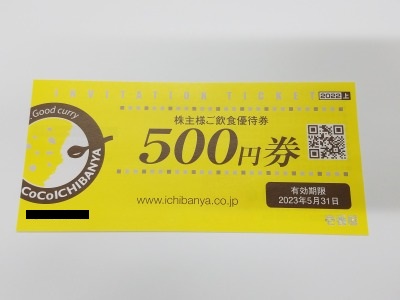 INVITATION TICKET
2022上
株主様ご飲食優待券
500円券
Good curry
CoCoICHIBANYA
www.ichibanya.co.jp
有効期限
2023年5月31日